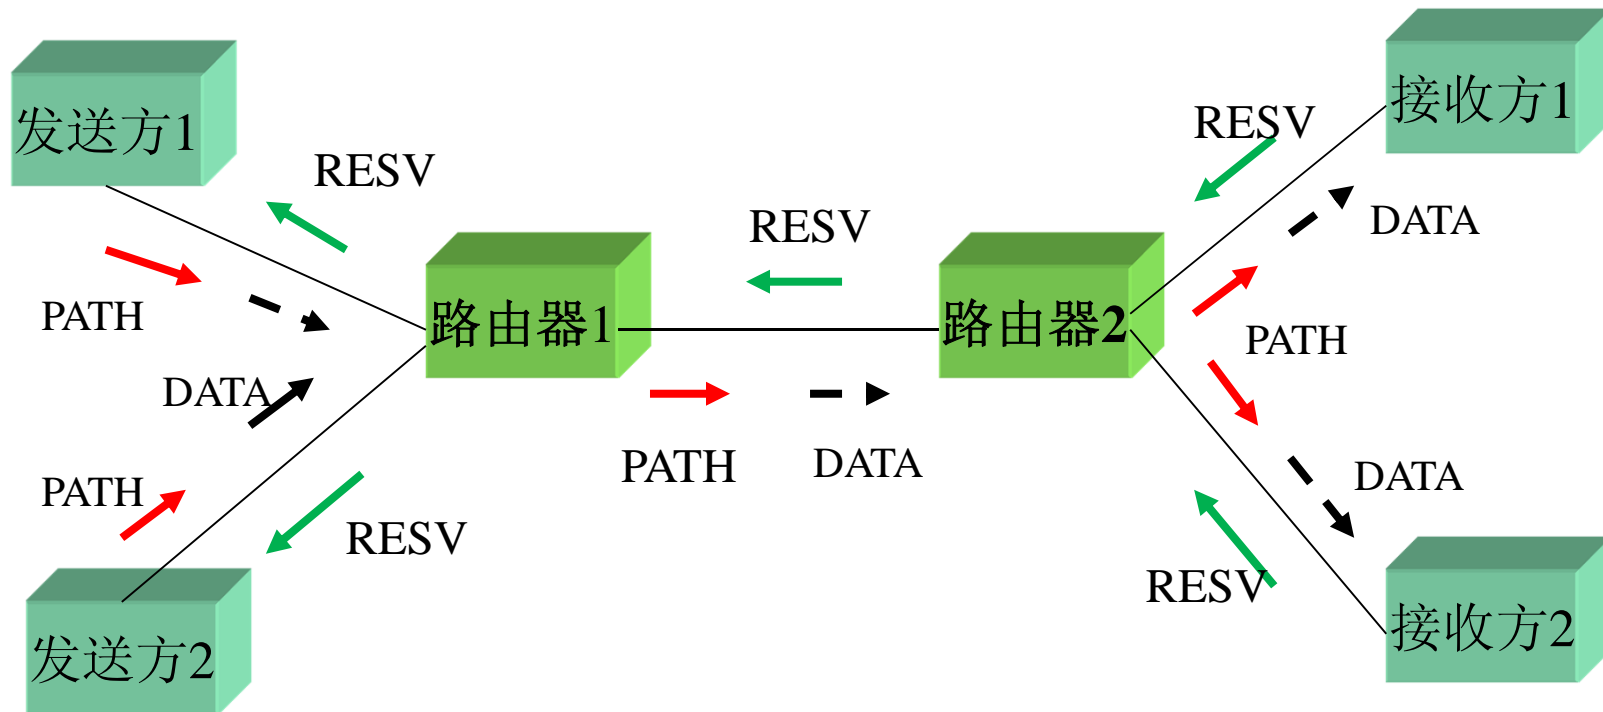 发送方1
接收方1
RESV
RESV
RESV
DATA
路由器1
路由器2
PATH
PATH
DATA
PATH
DATA
PATH
DATA
RESV
RESV
发送方2
接收方2